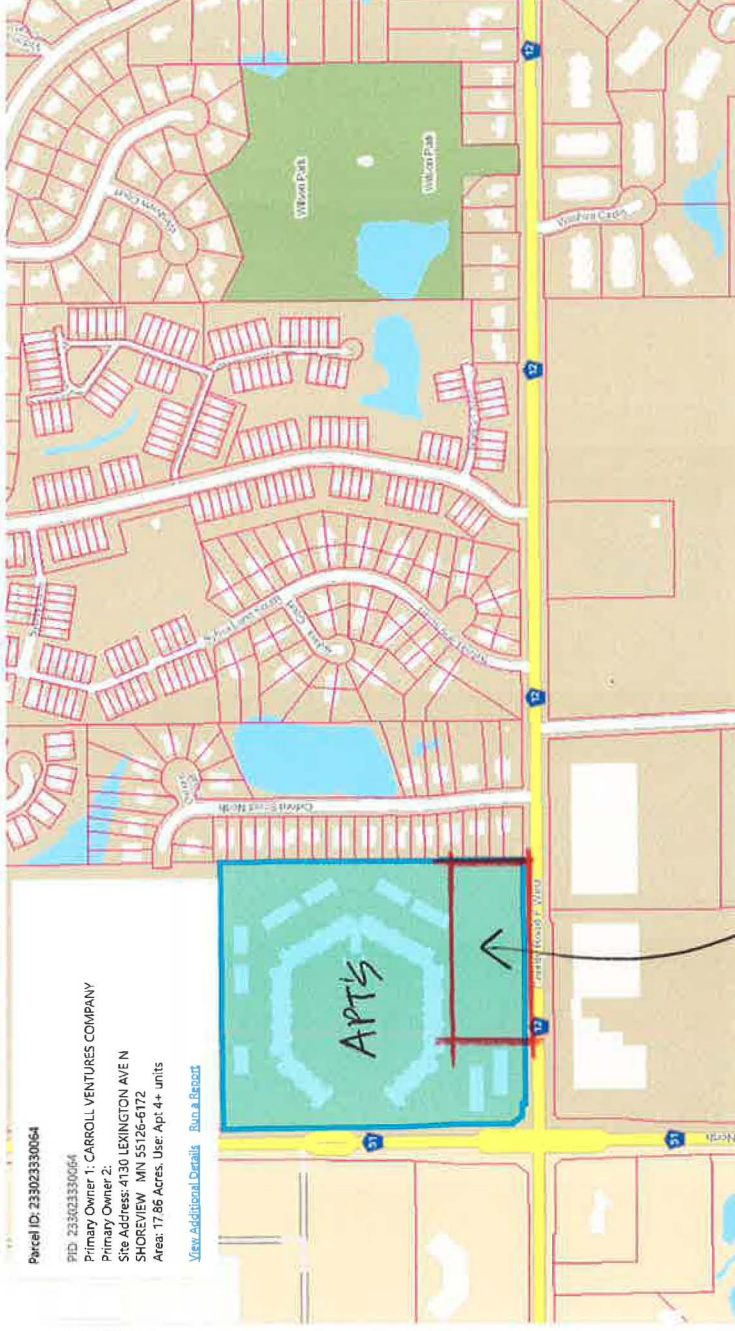 Parcel ID: 233023330064
PID: 233023330064
Primary Owner 1: CARROLL VENTURES COMPANY
Primary Owner 2:
Site Address: 4130 LEXINGTON AVE N
SHOREVIEW MN 55126-6172
Area: 17.86 Acres. Use: Apt 4+ units
View Additional Details Run a Report
APT'S
Wilson Park
Wilson Park
Oxford Street North
County Road F West
North
12
12
12
12
51
51